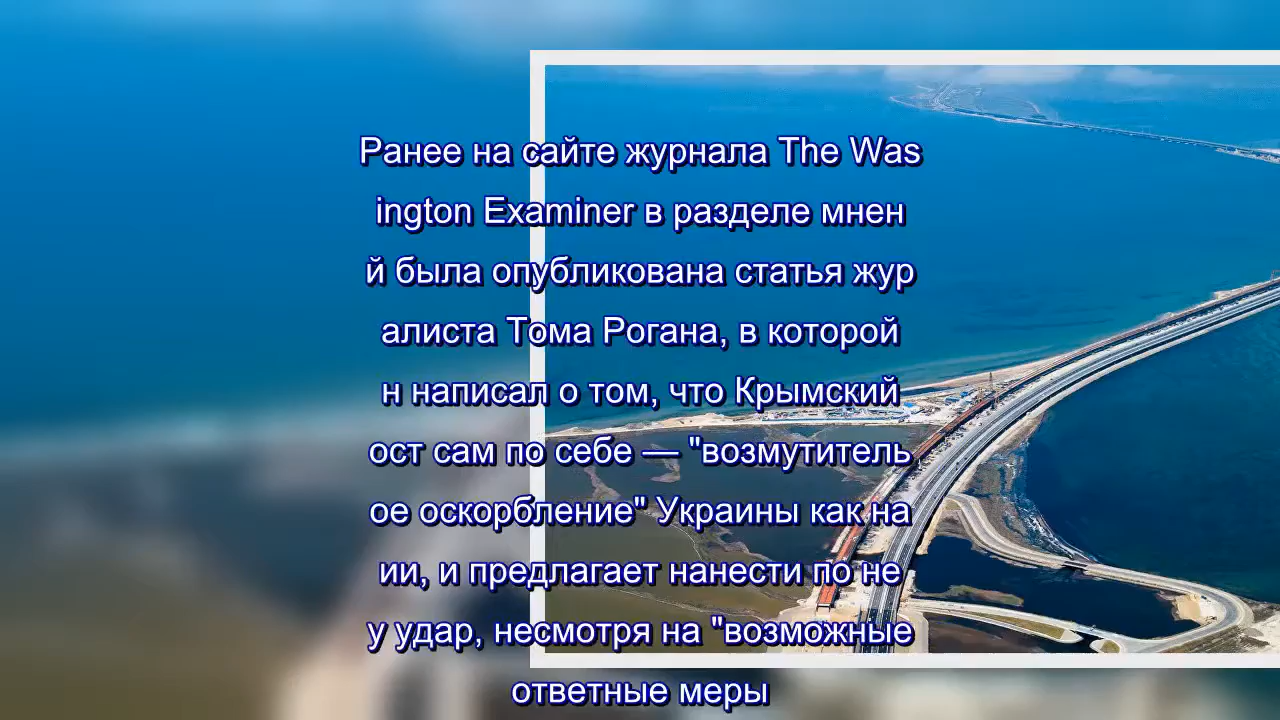 Ранее на сайте журнала The Was
ington Examiner в разделе мнен
й была опубликована статья жур
алиста Тома Рогана, в которой
н написал о том, что Крымский
ост сам по себе — "возмутитель
ое оскорбление" Украины как на
ии, и предлагает нанести по не
у удар, несмотря на "возможные
ответные меры